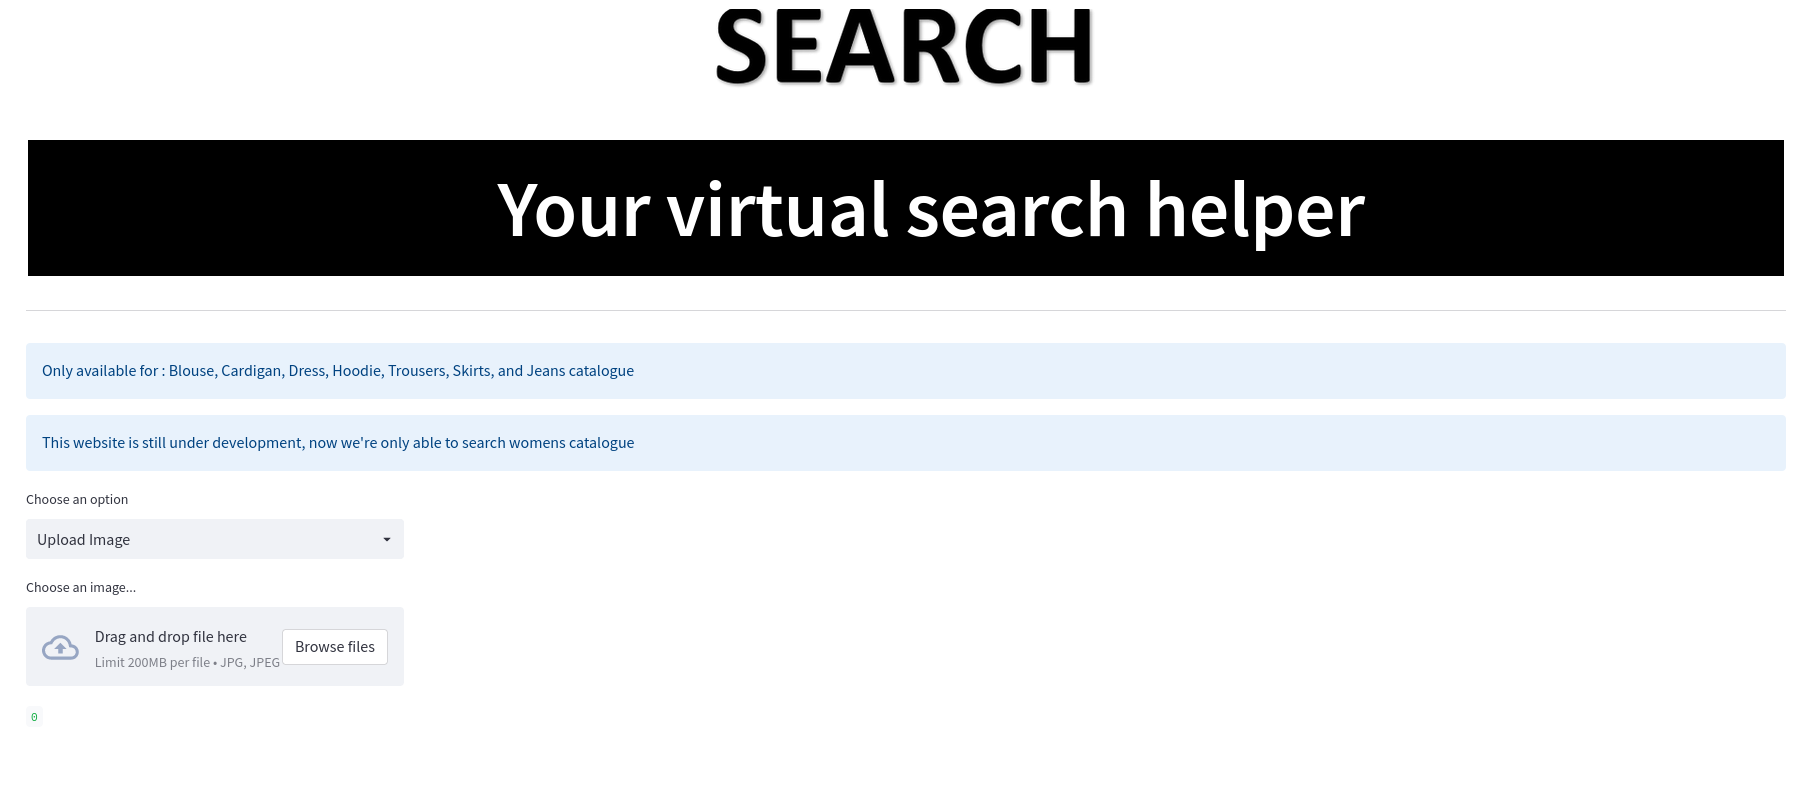 SEARCH
Your virtual search helper
Only available for : Blouse, Cardigan, Dress, Hoodie, Trousers, Skirts, and Jeans catalogue
This website is still under development, now we're only able to search womens catalogue
Choose an option
Upload Image
Choose an image...
Drag and drop file here
Limit 200MB per file • JPG, JPEG
Browse files
0